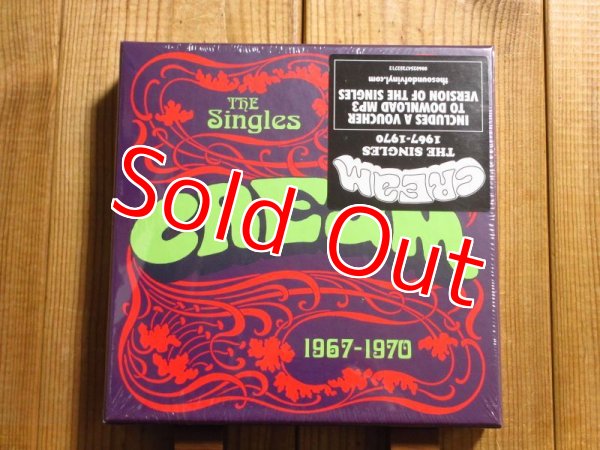 THE
Singles
CREAM
1967-1970
CREAM
THE SINGLES
1967-1970
INCLUDES A VOUCHER
TO DOWNLOAD MP3
VERSION OF THE SINGLES
thesoundofvinyl.com
Sold Out